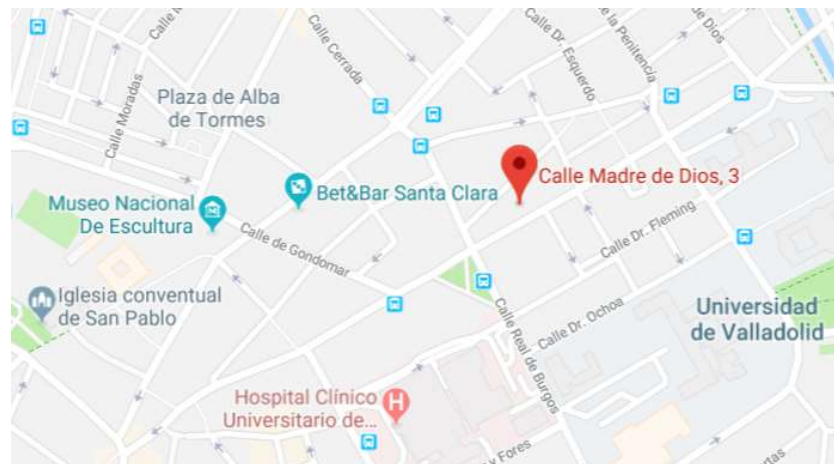 Calle Cerrada
Calle Dr. Esquerdo
la Penitencia
de Dios
Calle Moradas
Plaza de Alba
de Tormes
Calle Madre de Dios, 3
Bet&Bar Santa Clara
Museo Nacional
De Escultura
Calle de Gondomar
Calle Dr. Fleming
Iglesia conventual
de San Pablo
Calle Real de Burgos
Calle Dr. Ochoa
Universidad
de Valladolid
Hospital Clínico
Universitario de...
H
y Fores